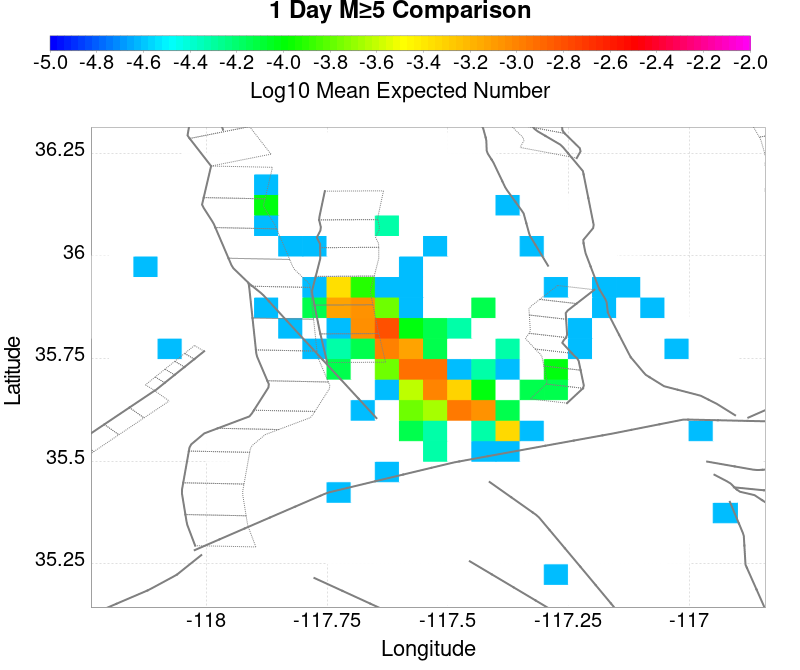 1 Day M≥5 Comparison
-5.0 -4.8 -4.6 -4.4 -4.2 -4.0 -3.8 -3.6 -3.4 -3.2 -3.0 -2.8 -2.6 -2.4 -2.2 -2.0
Log10 Mean Expected Number
36.25
36
35.75
35.5
35.25
Latitude
-118 -117.75 -117.5 -117.25 -117
Longitude